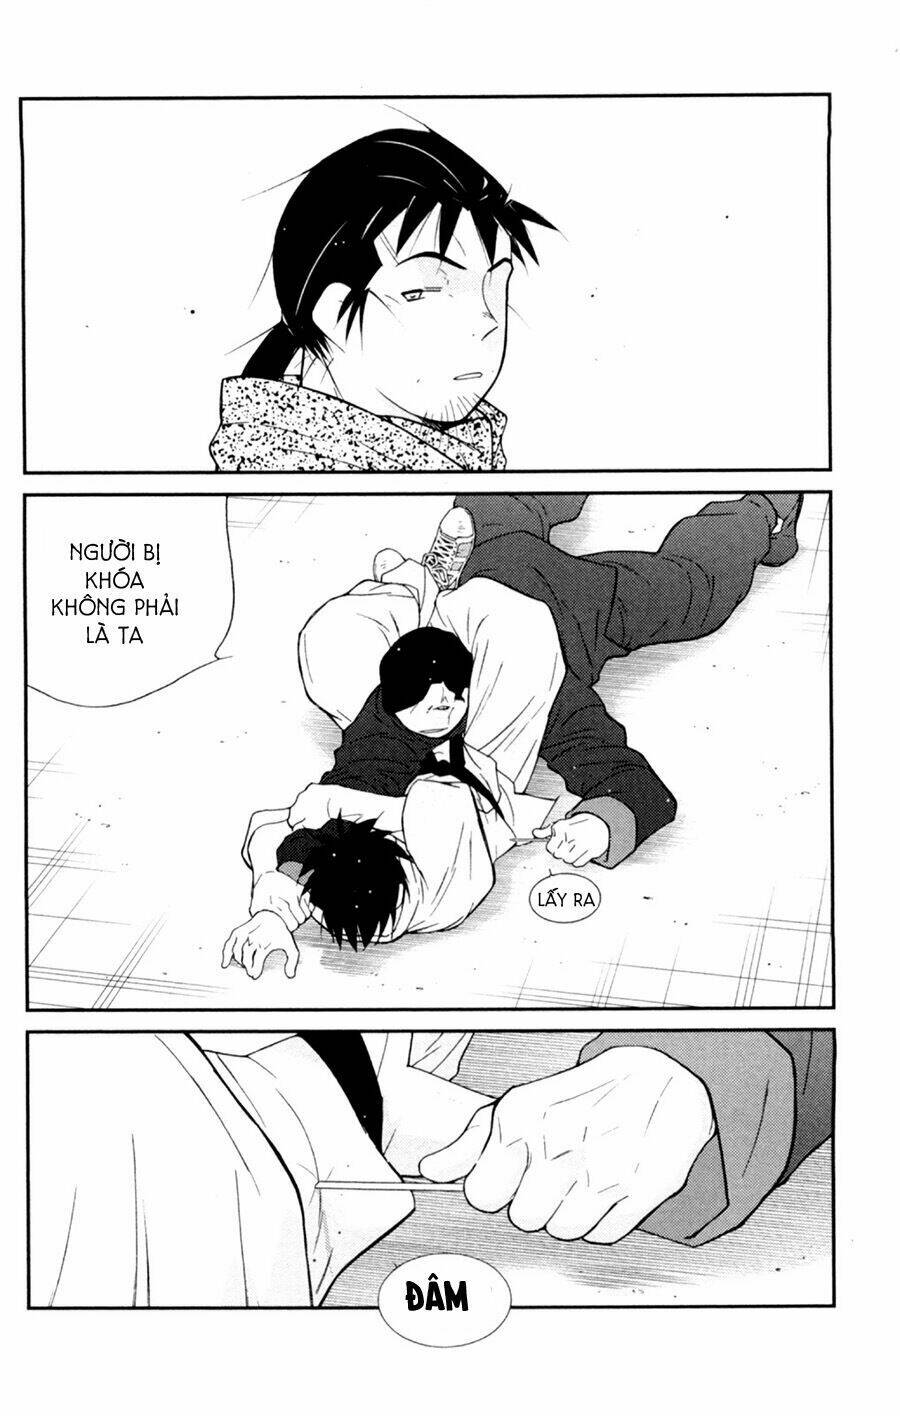 NGƯỜI BỊ
KHÓA
KHÔNG PHẢI
LÀ TA
LẤY RA
ĐÂM